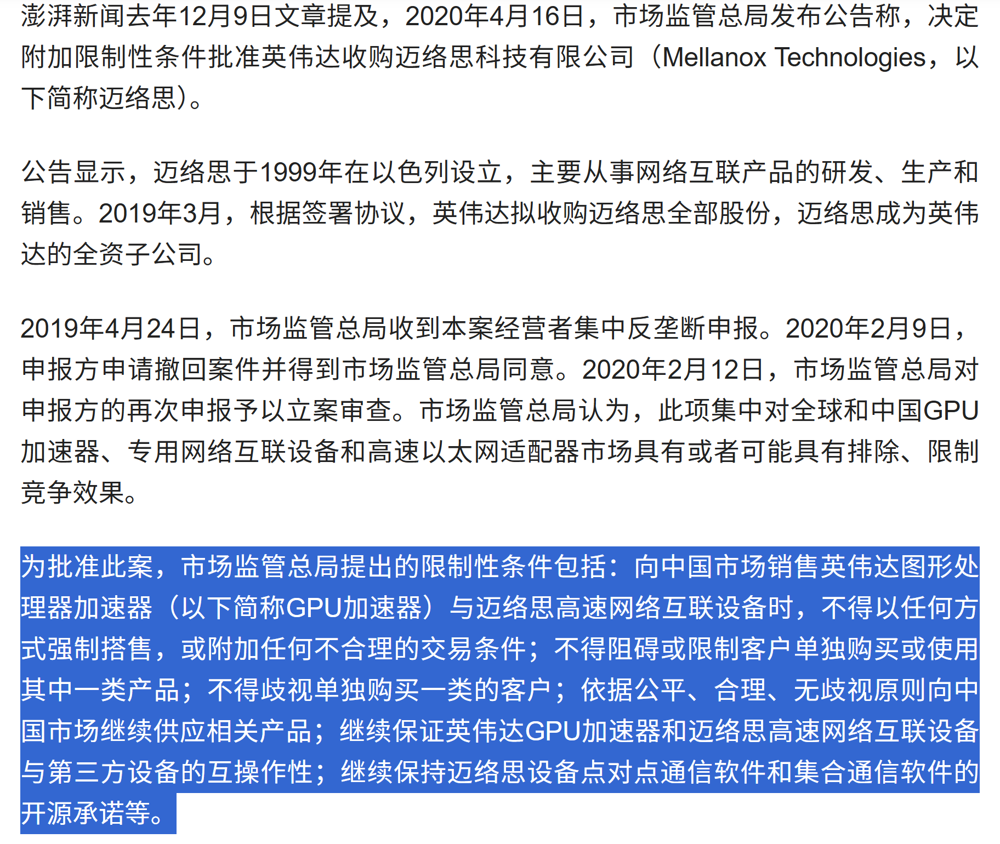 澎湃新闻去年12月9日文章提及，2020年4月16日，市场监管总局发布公告称，决定
附加限制性条件批准英伟达收购迈络思科技有限公司（Mellanox Technologies，以
下简称迈络思）。
公告显示，迈络思于1999年在以色列设立，主要从事网络互联产品的研发、生产和
销售。2019年3月，根据签署协议，英伟达拟收购迈络思全部股份，迈络思成为英伟
达的全资子公司。
2019年4月24日，市场监管总局收到本案经营者集中反垄断申报。2020年2月9日，
申报方申请撤回案件并得到市场监管总局同意。2020年2月12日，市场监管总局对
申报方的再次申报予以立案审查。市场监管总局认为，此项集中对全球和中国GPU
加速器、专用网络互联设备和高速以太网适配器市场具有或者可能具有排除、限制
竞争效果。
为批准此案，市场监管总局提出的限制性条件包括：向中国市场销售英伟达图形处
理器加速器（以下简称GPU加速器）与迈络思高速网络互联设备时，不得以任何方
式强制搭售，或附加任何不合理的交易条件；不得阻碍或限制客户单独购买或使用
其中一类产品；不得歧视单独购买一类的客户；依据公平、合理、无歧视原则向中
国市场继续供应相关产品；继续保证英伟达GPU加速器和迈络思高速网络互联设备
与第三方设备的互操作性；继续保持迈络思设备点对点通信软件和集合通信软件的
开源承诺等。